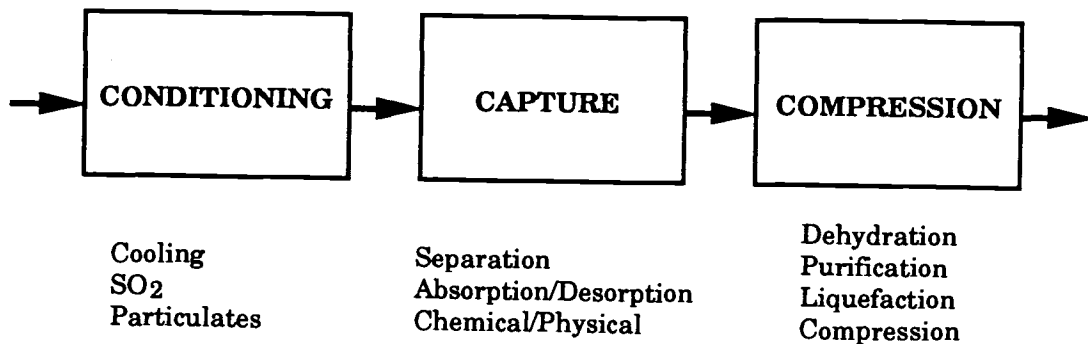 CONDITIONING
CAPTURE
COMPRESSION
Cooling
SO2
Particulates
Separation
Absorption/Desorption
Chemical/Physical
Dehydration
Purification
Liquefaction
Compression